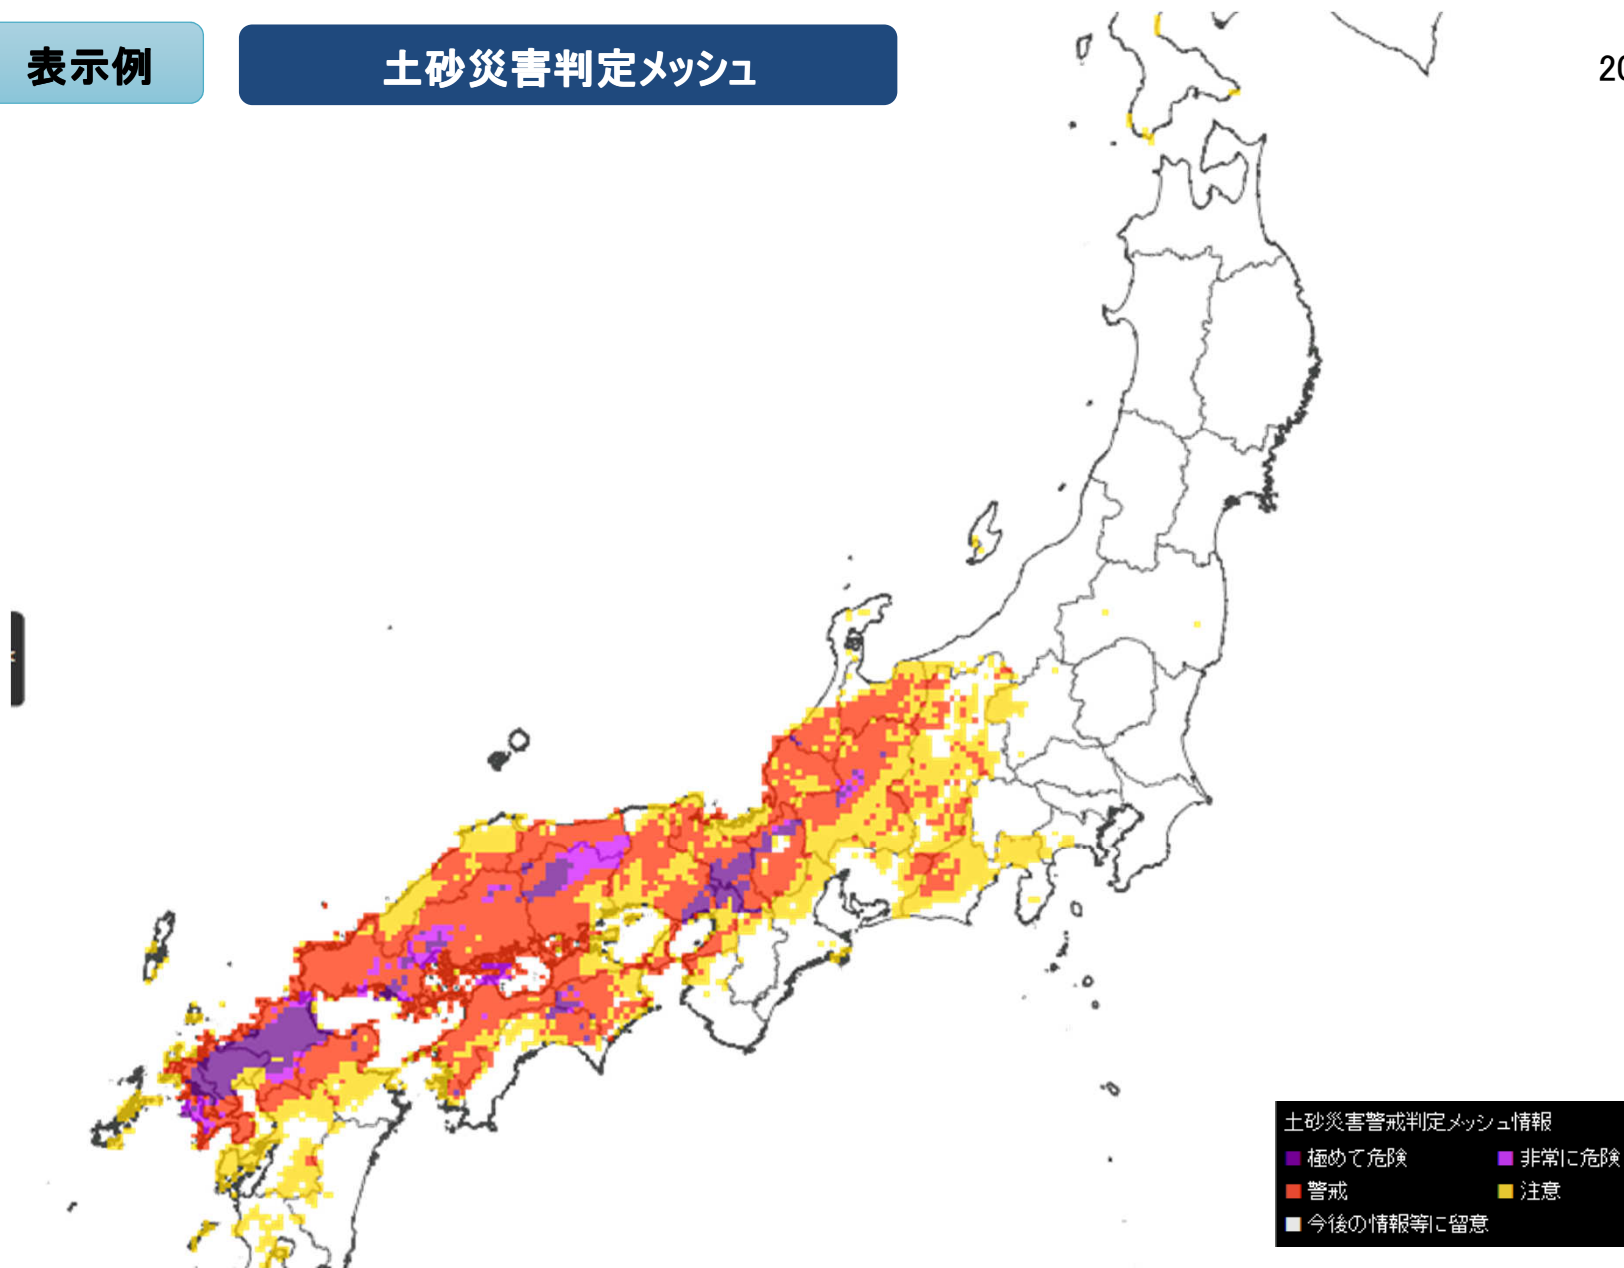 表示例
土砂災害判定メッシュ
20
土砂災害警戒判定メッシュ情報
極めて危険
非常に危険
警戒
注意
今後の情報等に留意